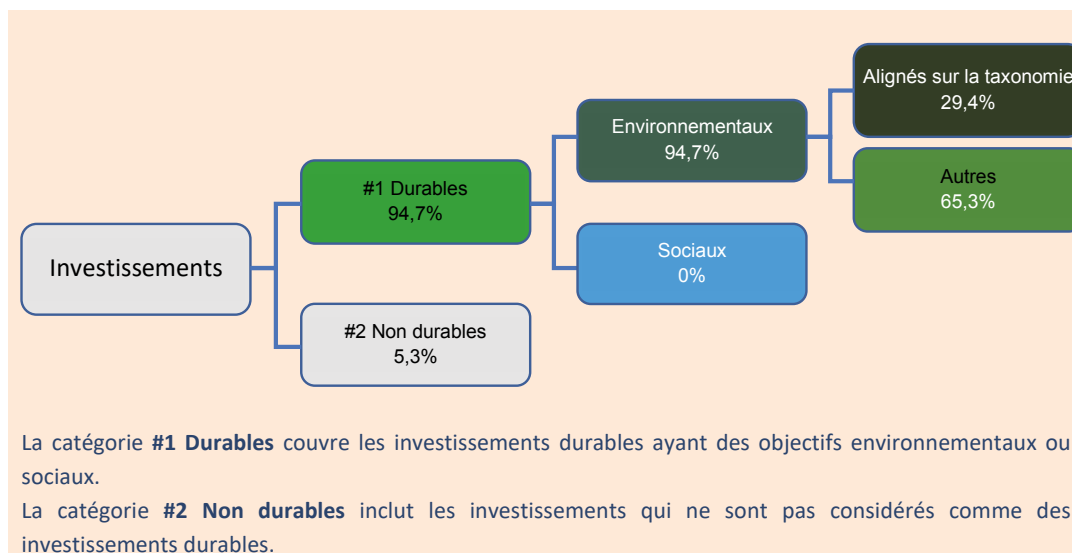 Investissements
#1 Durables
94,7%
#2 Non durables
5,3%
Environnementaux
94,7%
Sociaux
0%
Alignés sur la taxonomie
29,4%
Autres
65,3%
La catégorie #1 Durables couvre les investissements durables ayant des objectifs environnementaux ou
sociaux.
La catégorie #2 Non durables inclut les investissements qui ne sont pas considérés comme des
investissements durables.